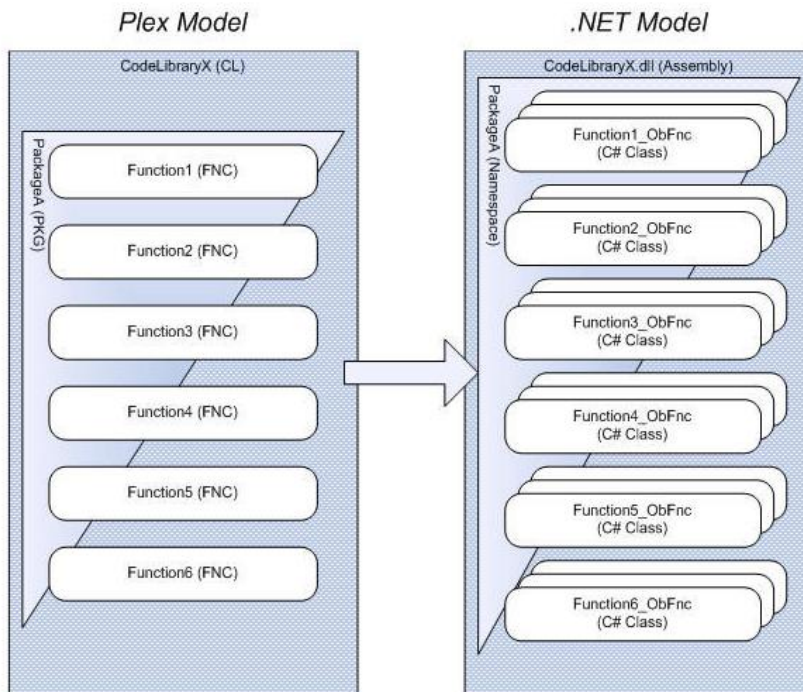 Plex Model
CodeLibraryX (CL)
PackageA (PKG)
Function1 (FNC)
Function2 (FNC)
Function3 (FNC)
Function4 (FNC)
Function5 (FNC)
Function6 (FNC)
.NET Model
CodeLibraryX.dll (Assembly)
PackageA (Namespace)
Function1_ObFnc
(C# Class)
Function2_ObFnc
(C# Class)
Function3_ObFnc
(C# Class)
Function4_ObFnc
(C# Class)
Function5_ObFnc
(C# Class)
Function6_ObFnc
(C# Class)